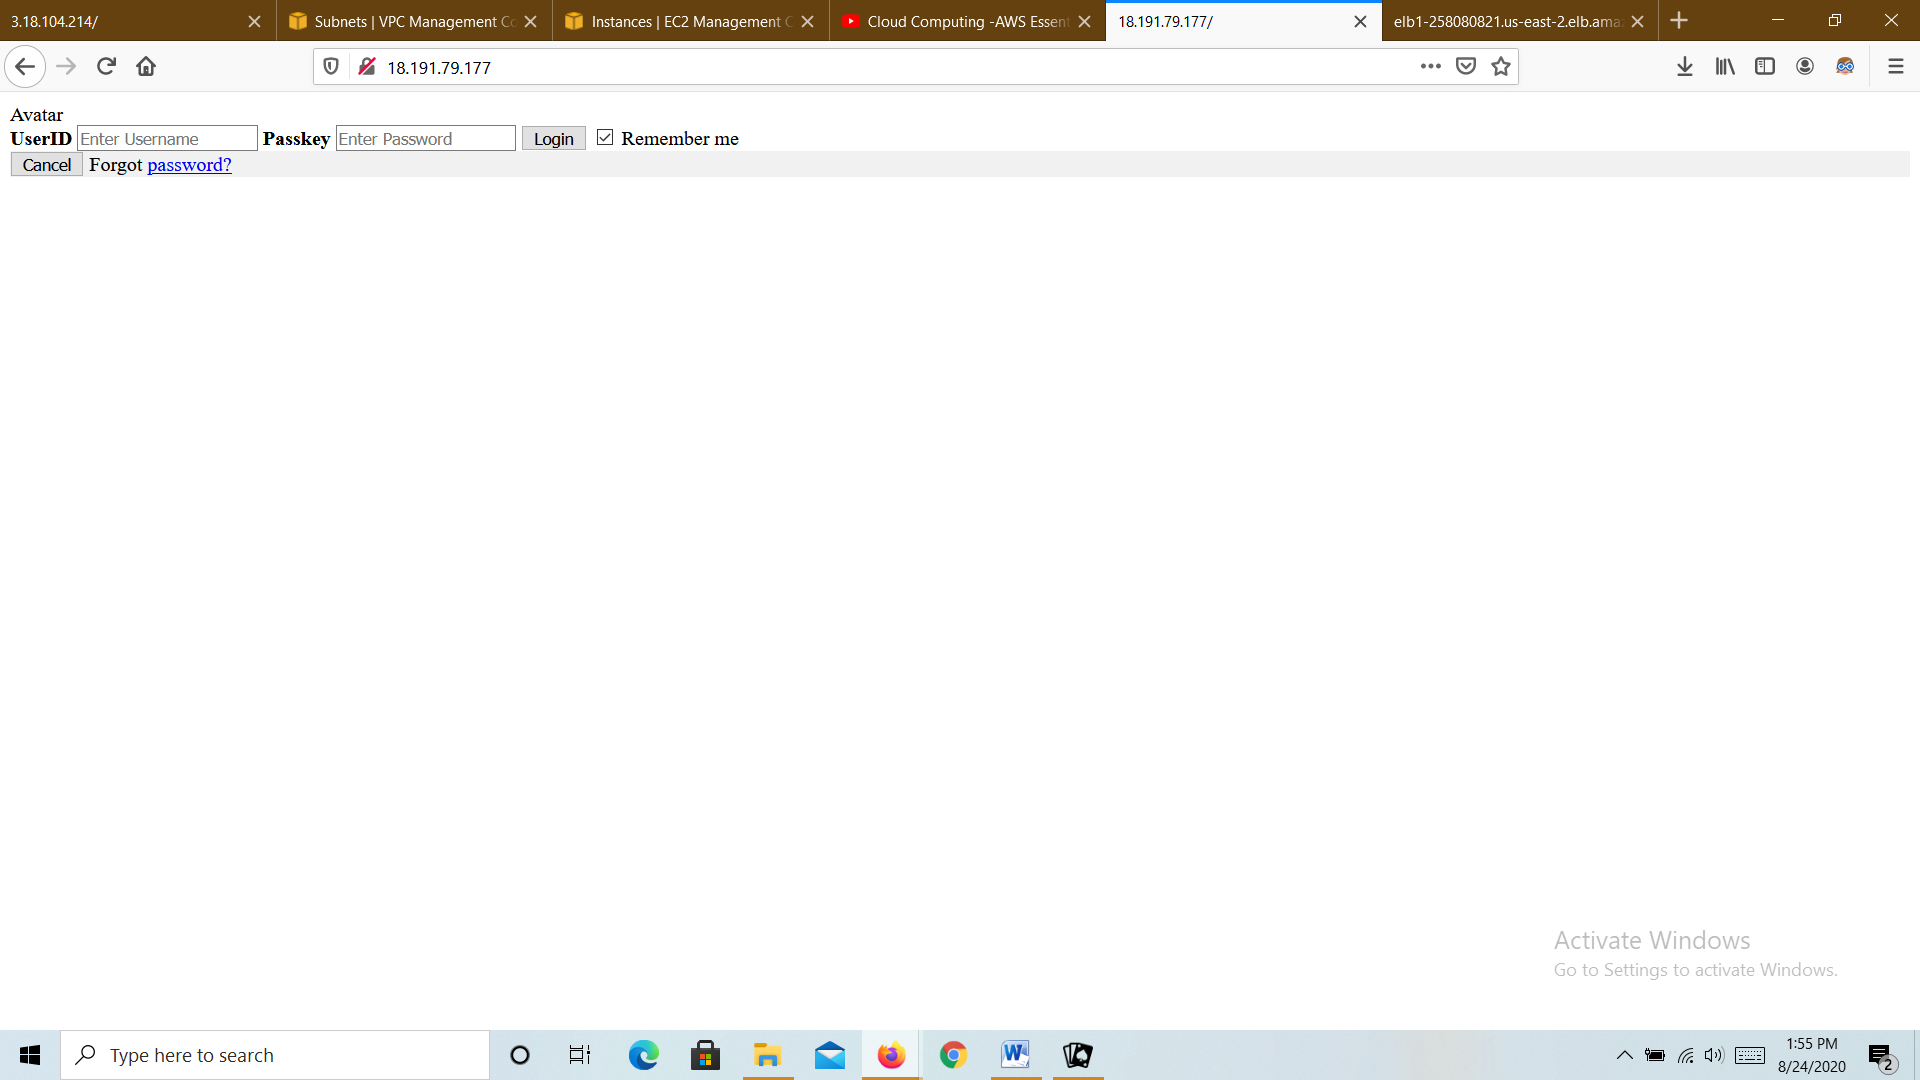 3.18.104.214/
Subnets | VPC Management Co
Instances | EC2 Management C
Cloud Computing -AWS Essent
18.191.79.177/
elb1-258080821.us-east-2.elb.ama
18.191.79.177
Avatar
UserID Enter Username Passkey Enter Password Login Remember me
Cancel Forgot password?
Activate Windows
Go to Settings to activate Windows.
Type here to search
1:55 PM
8/24/2020
2